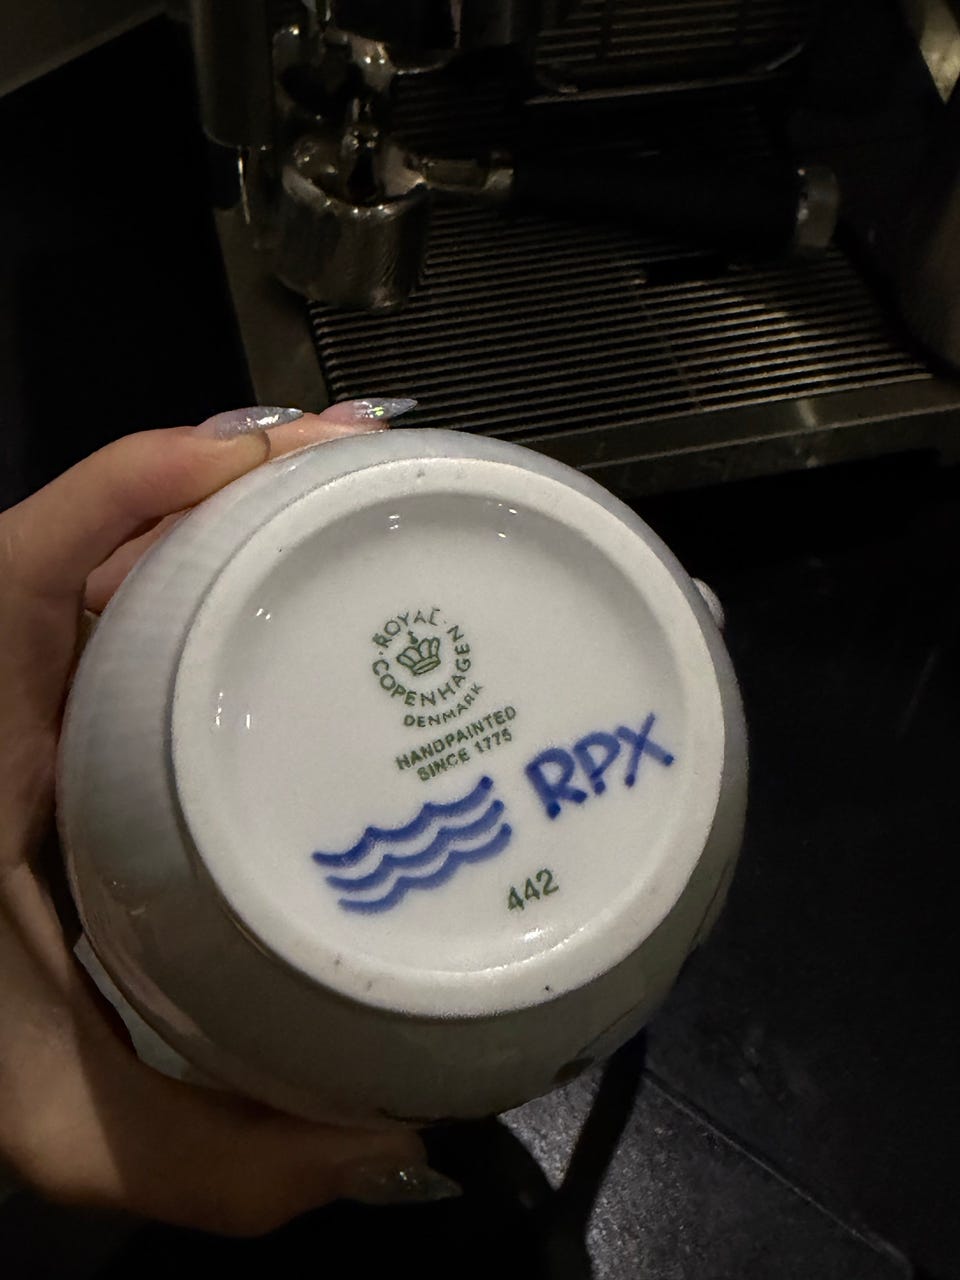 ROYAL COPENHAGEN
DENMARK
HANDPAINTED
SINCE 1775
RPX
442